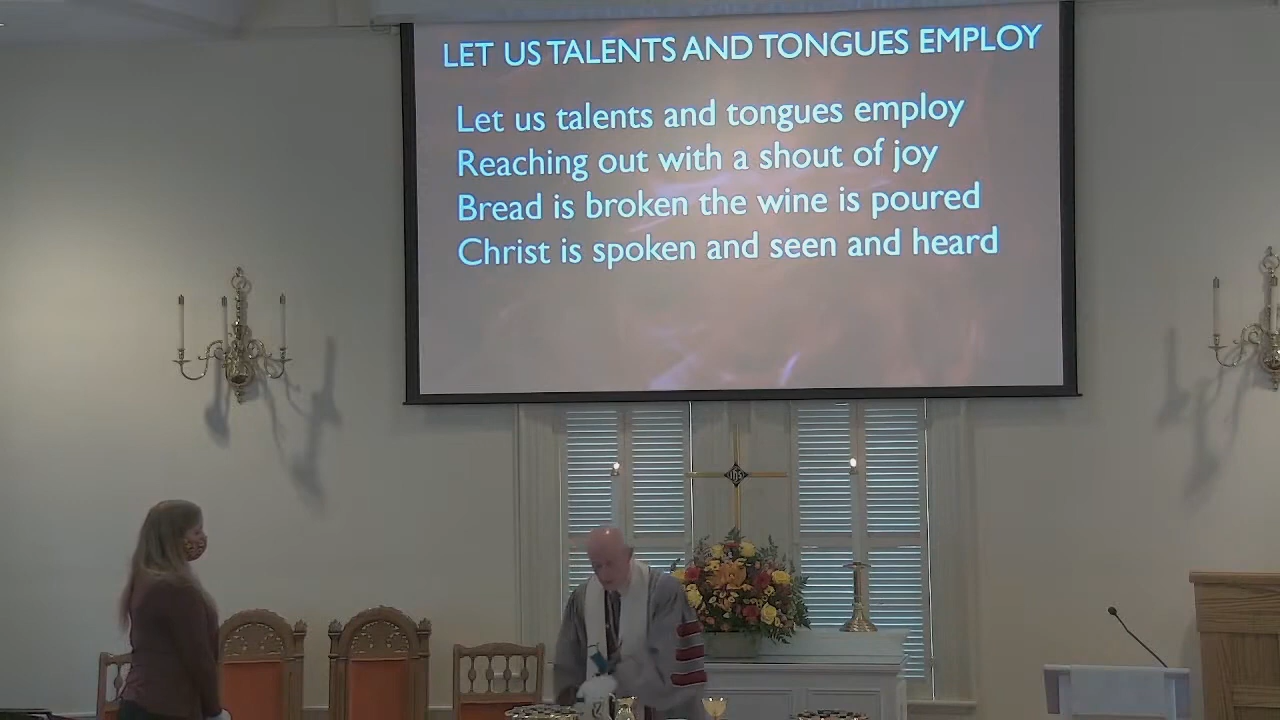 LET US TALENTS AND TONGUES EMPLOY
Let us talents and tongues employ
Reaching out with a shout of joy
Bread is broken the wine is poured
Christ is spoken and seen and heard
IHS